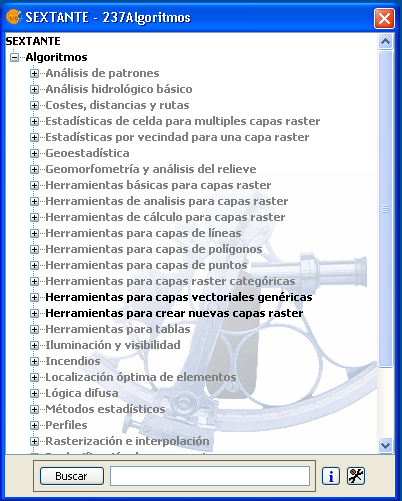 SEXTANTE - 237Algoritmos
SEXTANTE
Algoritmos
Análisis de patrones
Análisis hidrológico básico
Costes, distancias y rutas
Estadísticas de celda para multiples capas raster
Estadísticas por vecindad para una capa raster
Geoestadística
Geomorfometría y análisis del relieve
Herramientas básicas para capas raster
Herramientas de analisis para capas raster
Herramientas de cálculo para capas raster
Herramientas para capas de líneas
Herramientas para capas de polígonos
Herramientas para capas de puntos
Herramientas para capas raster categóricas
Herramientas para capas vectoriales genéricas
Herramientas para crear nuevas capas raster
Herramientas para tablas
Iluminación y visibilidad
Incendios
Localización óptima de elementos
Lógica difusa
Métodos estadísticos
Perfiles
Rasterización e interpolación
Buscar